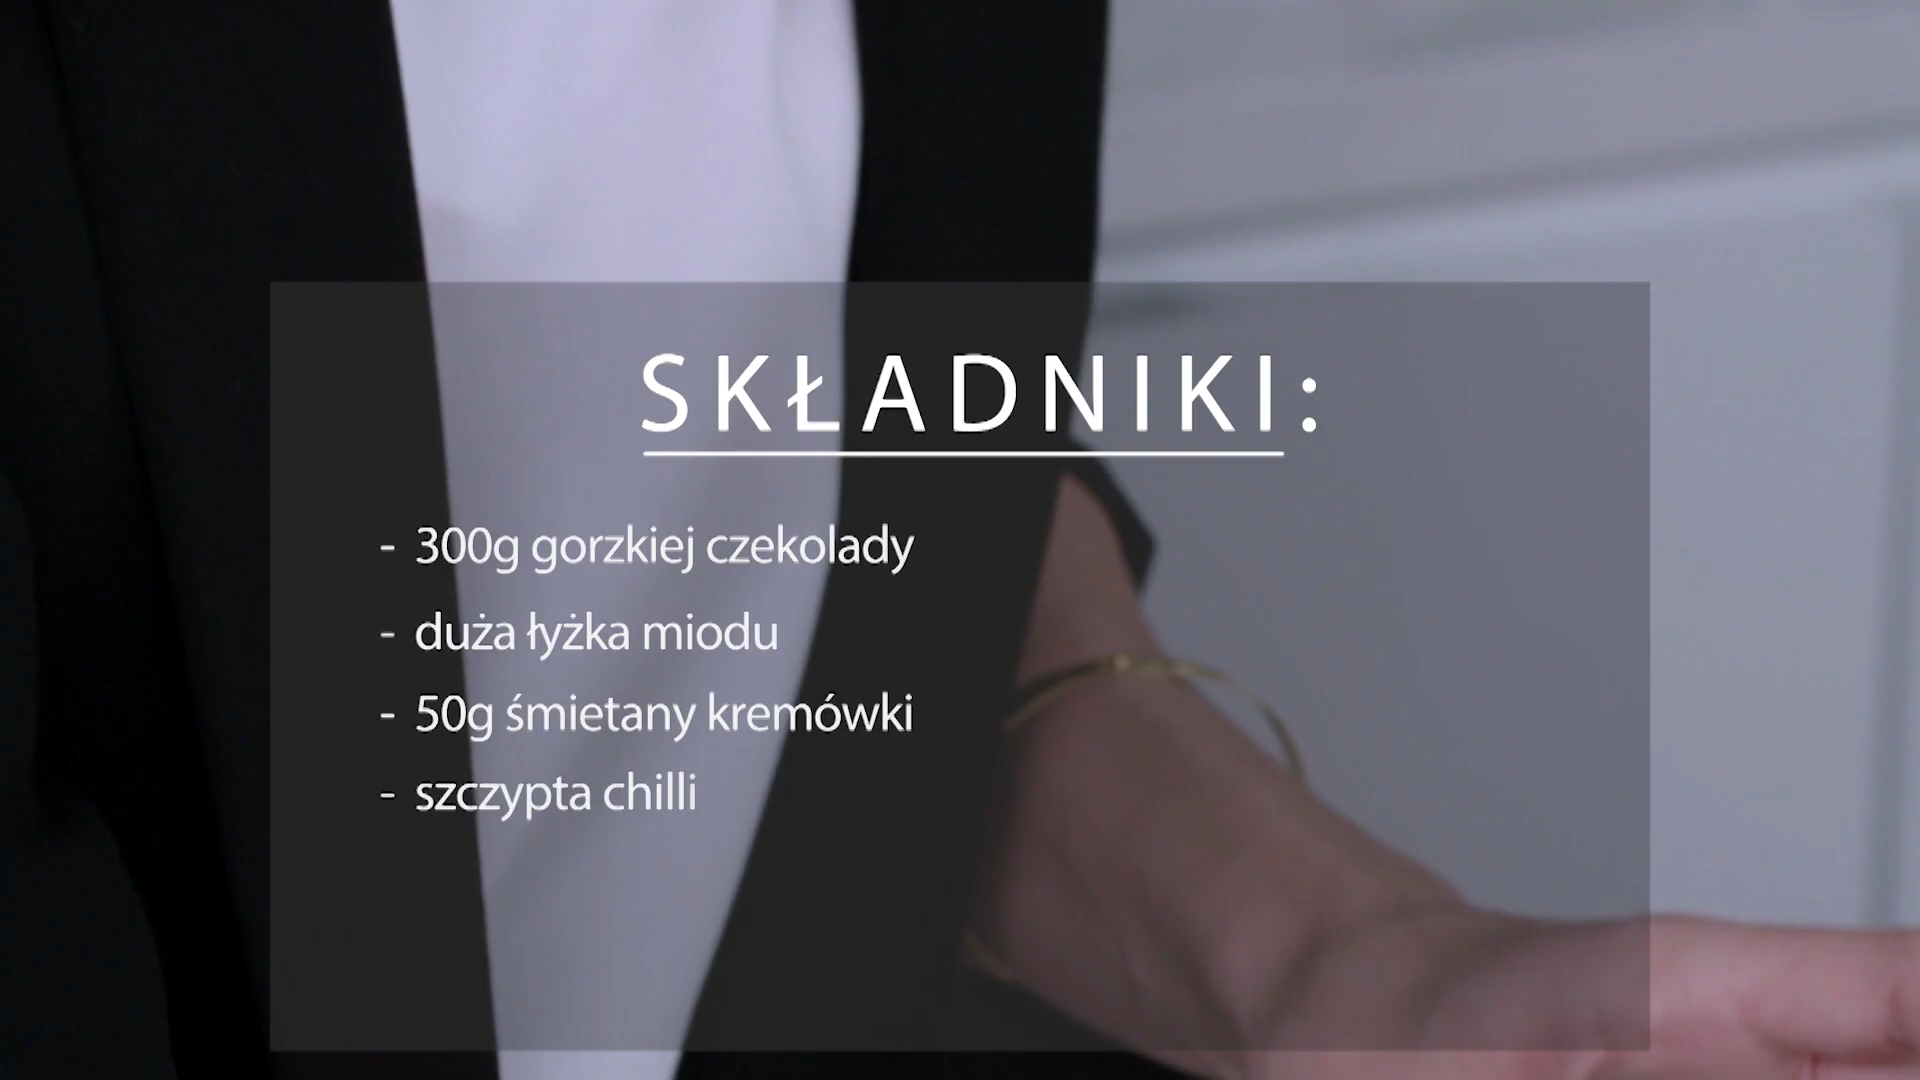 SKŁADNIKI:
- 300g gorzkiej czekolady
- duża łyżka miodu
- 50g śmietany kremówki
- szczypta chilli